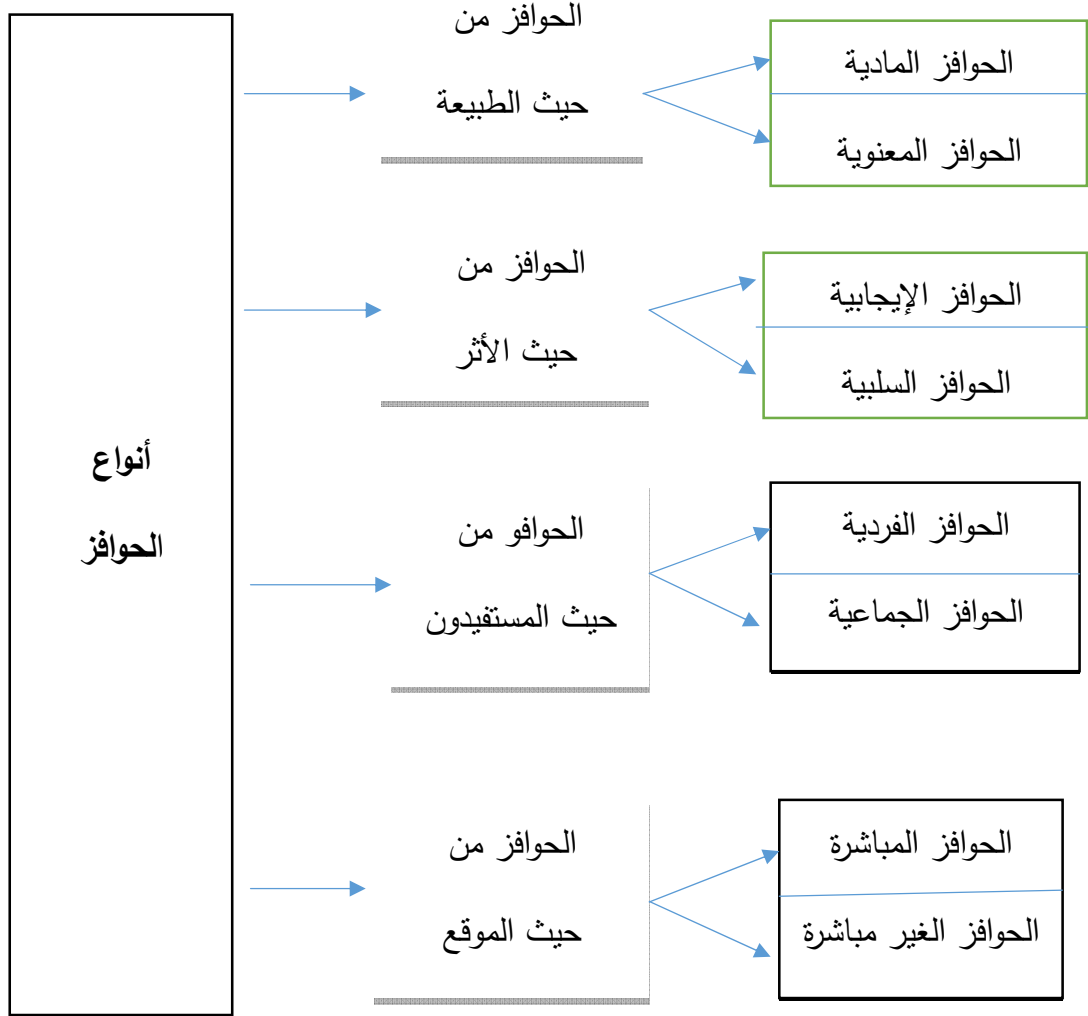 أنواع
الحوافز
الحوافز من
حيث الطبيعة
الحوافز المادية
الحوافز المعنوية
الحوافز من
حيث الأثر
الحوافز الإيجابية
الحوافز السلبية
الحوافو من
حيث المستفيدون
الحوافز الفردية
الحوافز الجماعية
الحوافز من
حيث الموقع
الحوافز المباشرة
الحوافز الغير مباشرة